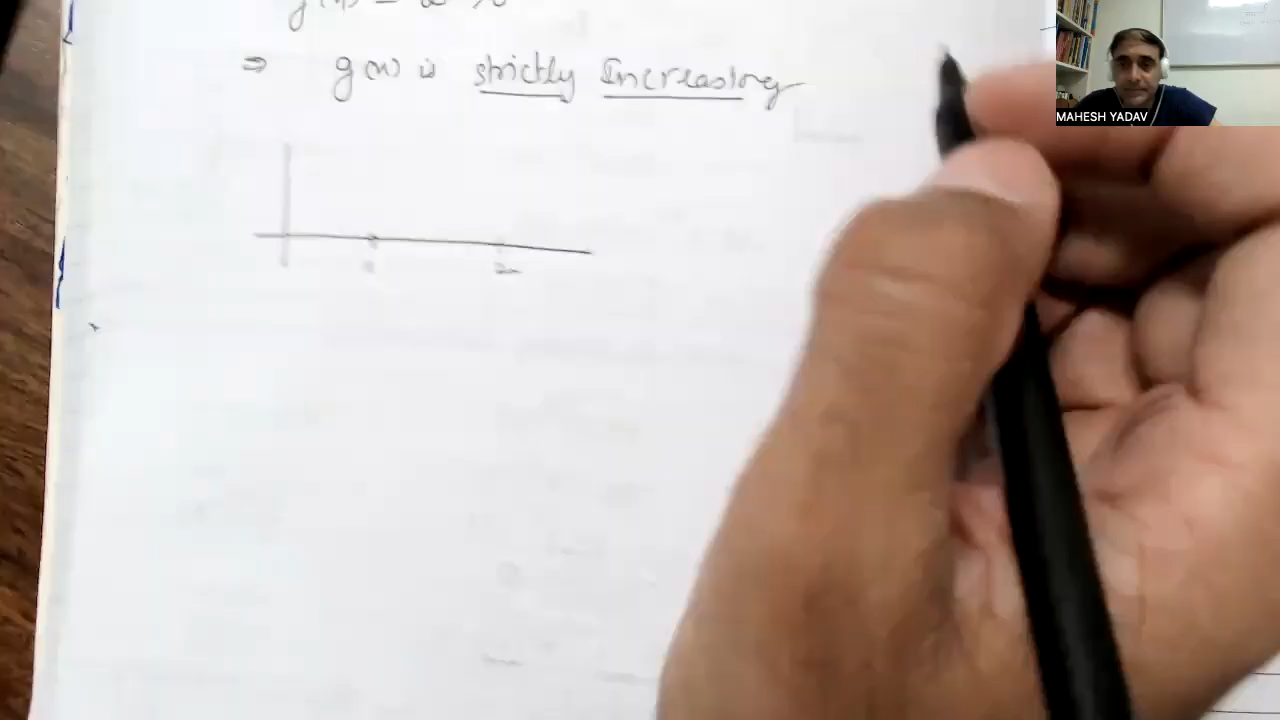 ⇒ g(x) is strictly Increasing
MAHESH YADAV